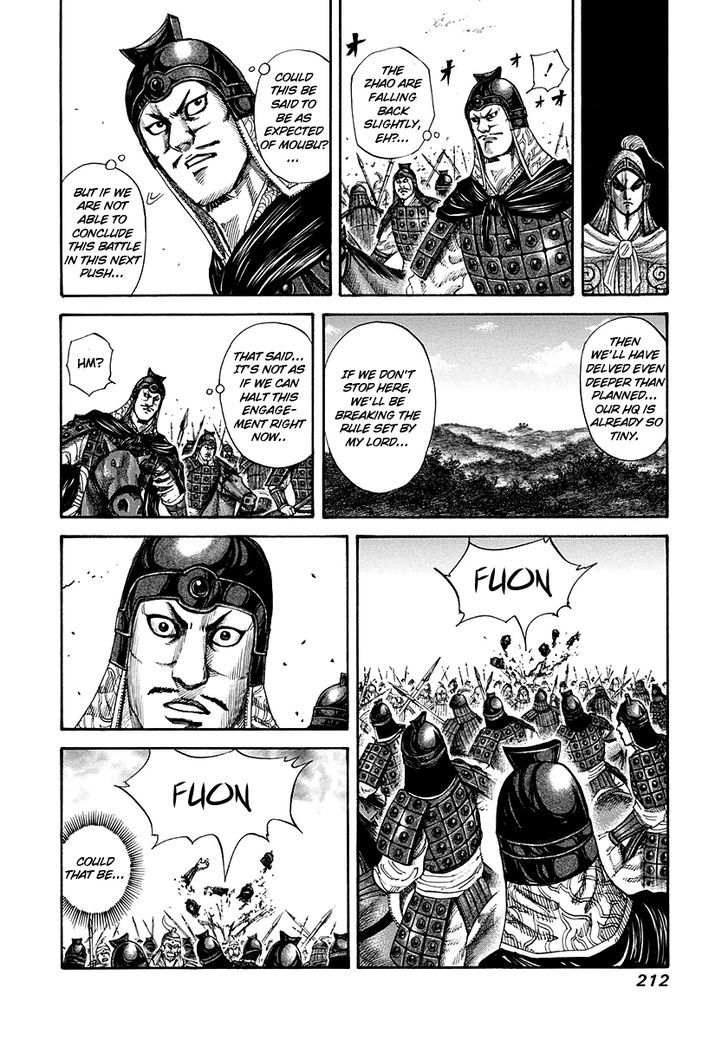 !
THE
ZHAO ARE
FALLING
BACK
SLIGHTLY,
EH?...
COULD
THIS BE
SAID TO
BE AS
EXPECTED
OF MOUBU?
...
BUT IF WE
ARE NOT
ABLE TO
CONCLUDE
THIS BATTLE
IN THIS NEXT
PUSH...
THEN
WE'LL HAVE
DELVED EVEN
DEEPER THAN
PLANNED...
OUR HQ IS
ALREADY SO
TINY.
IF WE DON'T
STOP HERE,
WE'LL BE
BREAKING THE
RULE SET BY
MY LORD...
THAT SAID...
IT'S NOT AS
IF WE CAN
HALT THIS
ENGAGE-
MENT RIGHT
NOW..
HM?
FUON
FUON
COULD
THAT BE...
212